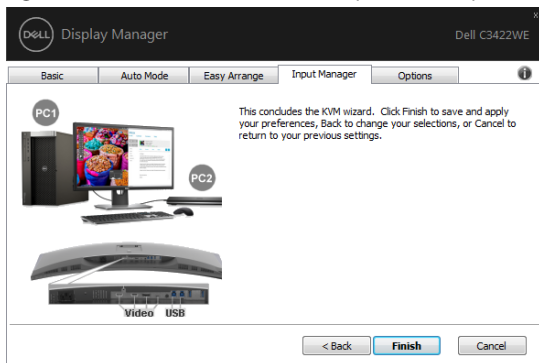 DELL Display Manager
x
Dell C3422WE
Basic Auto Mode Easy Arrange Input Manager Options i
PC1
This concludes the KVM wizard. Click Finish to save and apply
your preferences, Back to change your selections, or Cancel to
return to your previous settings.
PC2
Video USB
< Back Finish Cancel